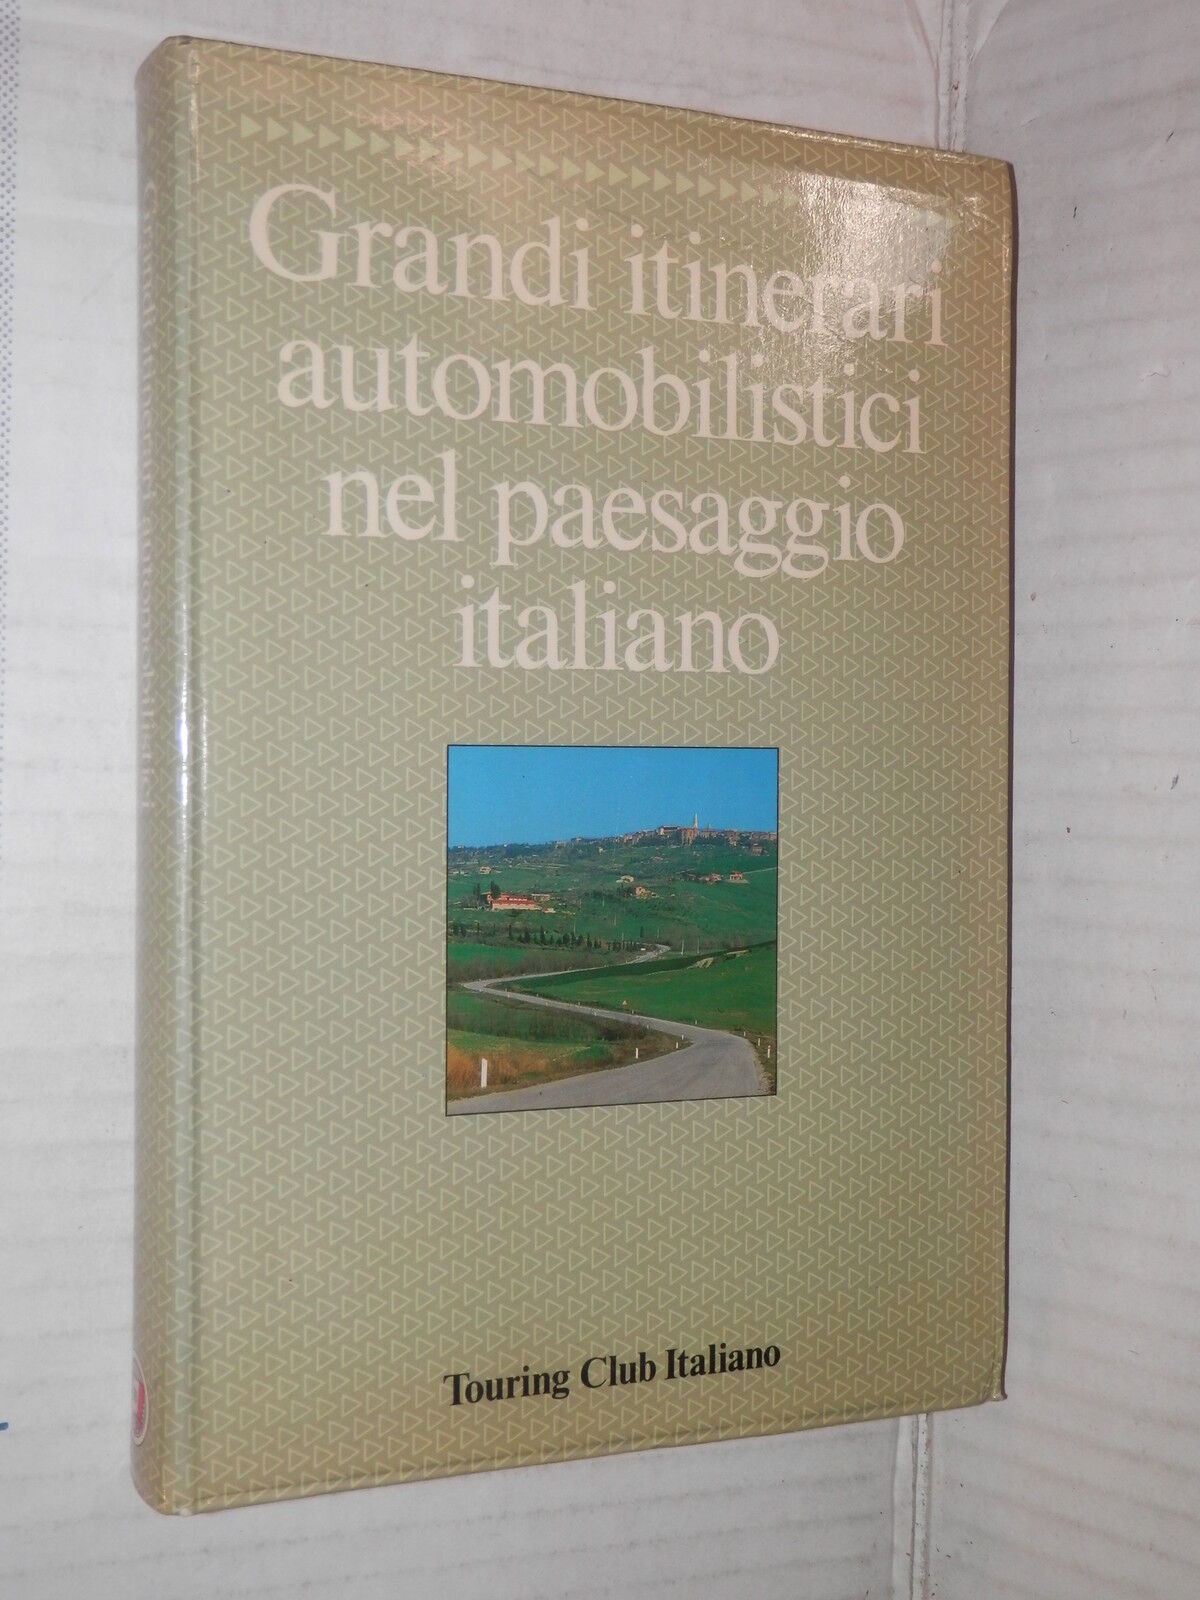 Grandi itinerari
automobilistici
nel paesaggio
italiano
Touring Club Italiano